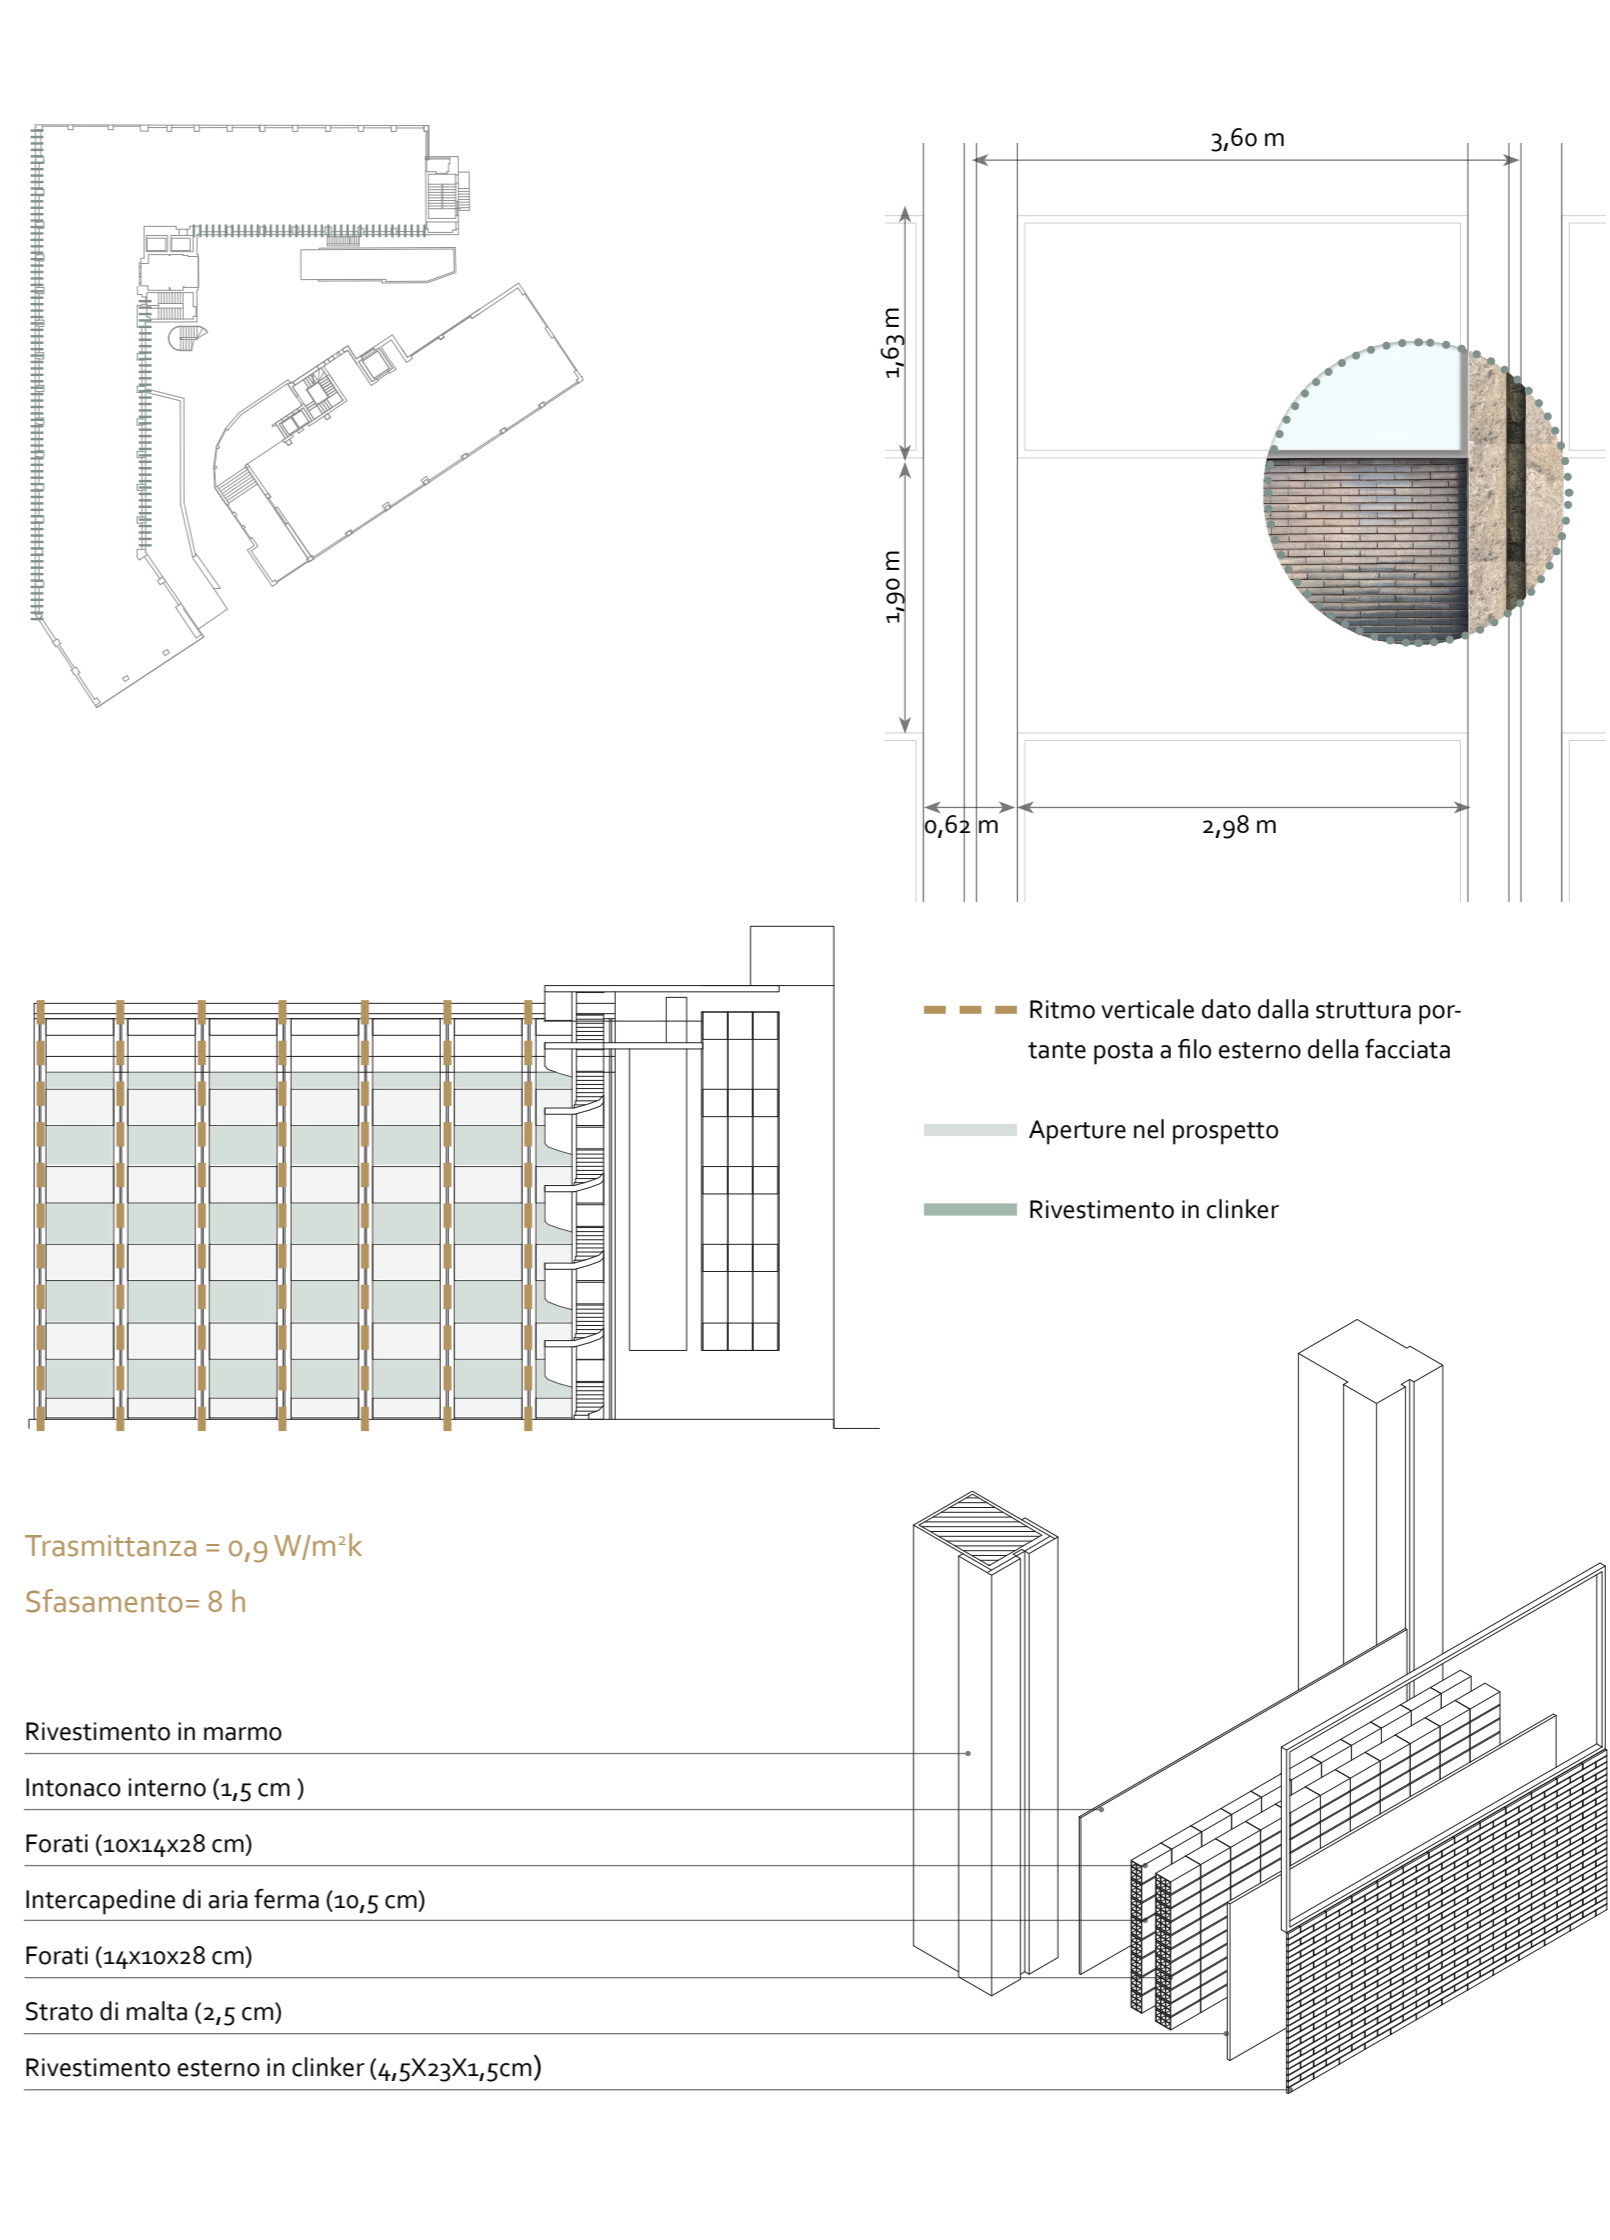 3,60 m
1,63 m
1,90 m
0,62 m
2,98 m
Ritmo verticale dato dalla struttura por-
tante posta a filo esterno della facciata
Aperture nel prospetto
Rivestimento in clinker
Trasmittanza = 0,9 W/m²k
Sfasamento= 8 h
Rivestimento in marmo
Intonaco interno (1,5 cm )
Forati (10x14x28 cm)
Intercapedine di aria ferma (10,5 cm)
Forati (14x10x28 cm)
Strato di malta (2,5 cm)
Rivestimento esterno in clinker (4,5X23X1,5cm)